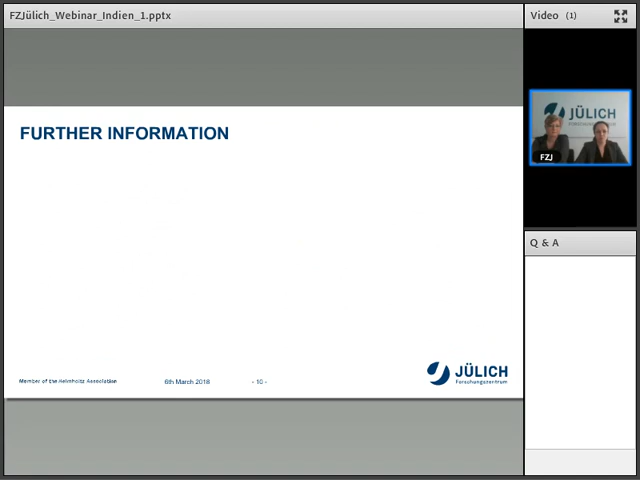 FZJülich_Webinar_Indien_1.pptx
Video (1)
JÜLICH
FZJ
FURTHER INFORMATION
Q & A
JÜLICH
Forschungszentrum
Member of the Helmholtz Association
6th March 2018
- 10 -